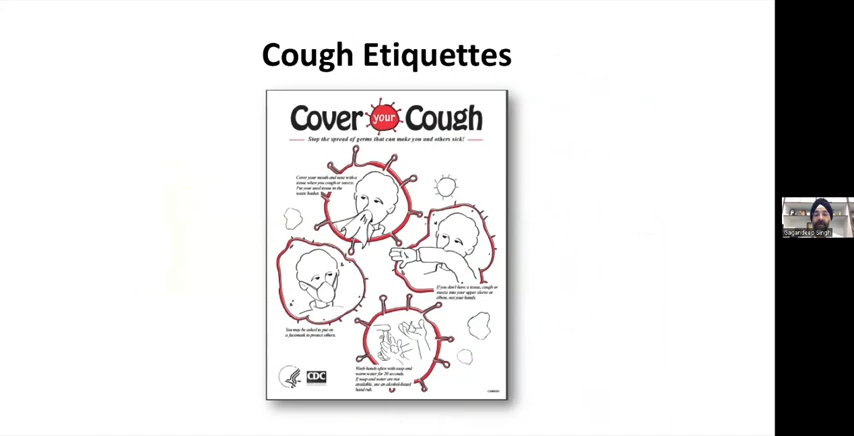 Cough Etiquettes
Cover your Cough
Stop the spread of germs that can make you and others sick!
Cover your mouth and nose with a
tissue when you cough or sneeze.
Put your used tissue in the
waste basket.
If you don't have a tissue, cough or
sneeze into your upper sleeve or
elbow, not your hands.
You may be asked to put on
a facemask to protect others.
Wash hands often with soap and
warm water for 20 seconds.
If soap and water are not
available, use an alcohol-based
hand rub.
CDC
Gagandeep Singh